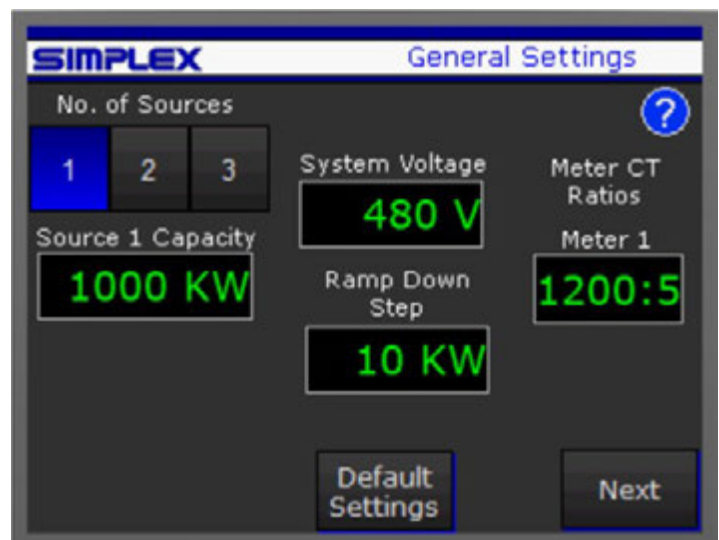 SIMPLEX
General Settings
No. of Sources
?
1 2 3
Source 1 Capacity
1000 KW
System Voltage
480 V
Ramp Down
Step
10 KW
Meter CT
Ratios
Meter 1
1200:5
Default
Settings
Next